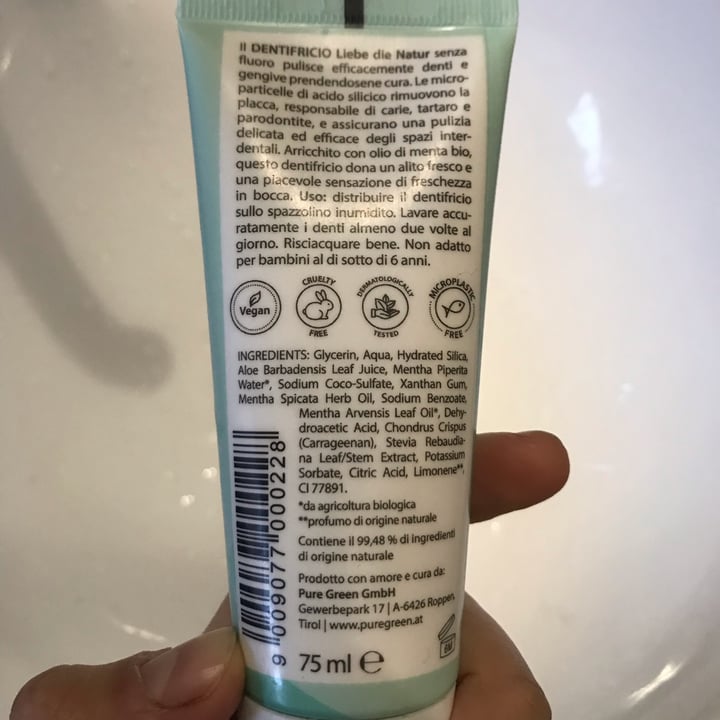 Il DENTIFRICIO Liebe die Natur senza
fluoro pulisce efficacemente denti e
gengive prendendosene cura. Le micro-
particelle di acido silicico rimuovono la
placca, responsabile di carie, tartaro e
parodontite, e assicurano una pulizia
delicata ed efficace degli spazi inter-
dentali. Arricchito con olio di menta bio,
questo dentifricio dona un alito fresco e
una piacevole sensazione di freschezza
in bocca. Uso: distribuire il dentifricio
sullo spazzolino inumidito. Lavare accu-
ratamente i denti almeno due volte al
giorno. Risciacquare bene. Non adatto
per bambini al di sotto di 6 anni.
Vegan
CRUELTY
FREE
DERMATOLOGICALLY
TESTED
MICROPLASTIC
FREE
INGREDIENTS: Glycerin, Aqua, Hydrated Silica,
Aloe Barbadensis Leaf Juice, Mentha Piperita
Water*, Sodium Coco-Sulfate, Xanthan Gum,
Mentha Spicata Herb Oil, Sodium Benzoate,
Mentha Arvensis Leaf Oil*, Dehy-
droacetic Acid, Chondrus Crispus
(Carrageenan), Stevia Rebaudia-
na Leaf/Stem Extract, Potassium
Sorbate, Citric Acid, Limonene**,
CI 77891.
*da agricoltura biologica
**profumo di origine naturale
Contiene il 99,48 % di ingredienti
di origine naturale
Prodotto con amore e cura da:
Pure Green GmbH
Gewerbepark 17 | A-6426 Roppen,
Tirol | www.puregreen.at
9 009077 000228
75 ml e
6M